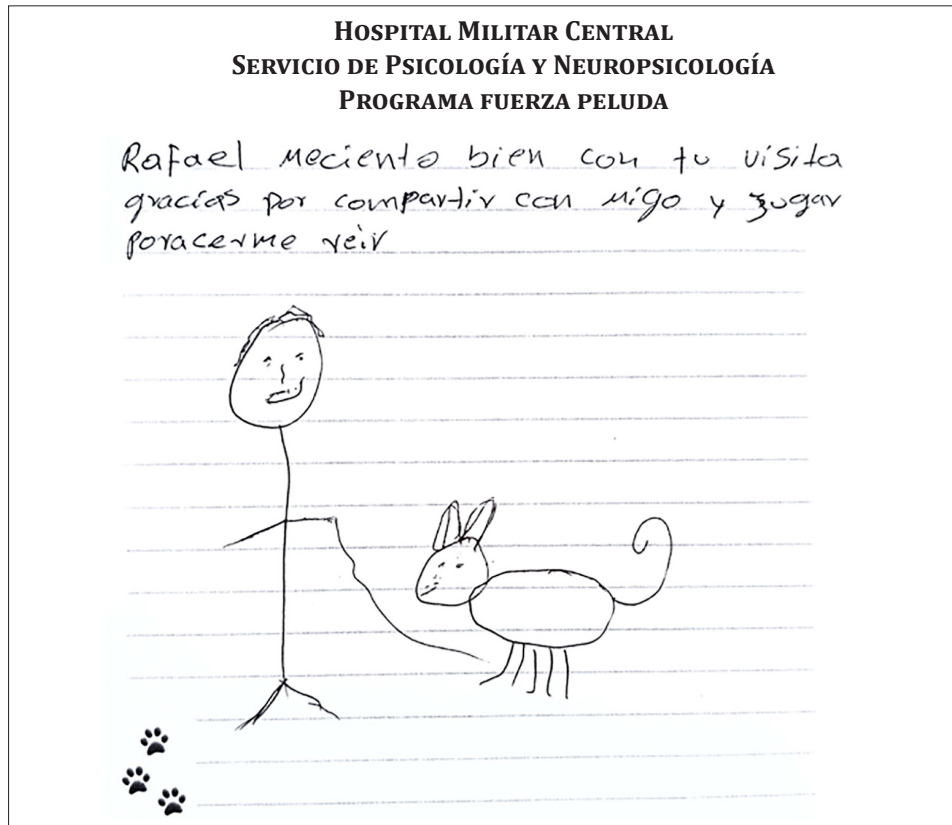 HOSPITAL MILITAR CENTRAL
SERVICIO DE PSICOLOGÍA Y NEUROPSICOLOGÍA
PROGRAMA FUERZA PELUDA
Rafael meciento bien con tu visita
gracias por compartir con migo y jugar
poracerme reir